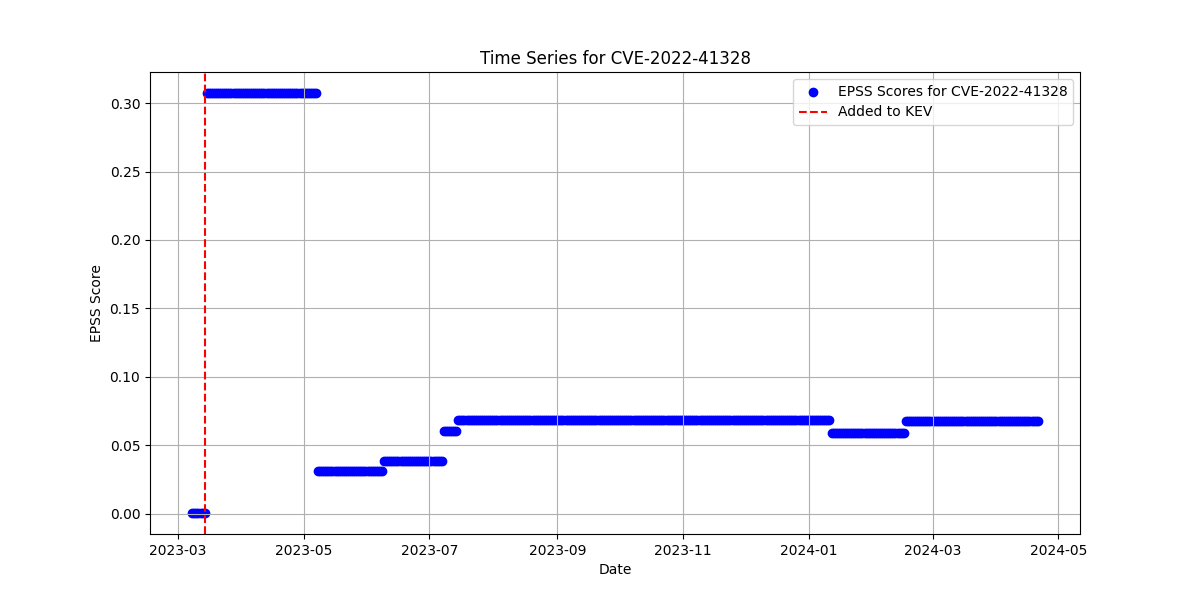 Time Series for CVE-2022-41328
EPSS Scores for CVE-2022-41328
Added to KEV
EPSS Score
0.30
0.25
0.20
0.15
0.10
0.05
0.00
2023-03 2023-05 2023-07 2023-09 2023-11 2024-01 2024-03 2024-05
Date